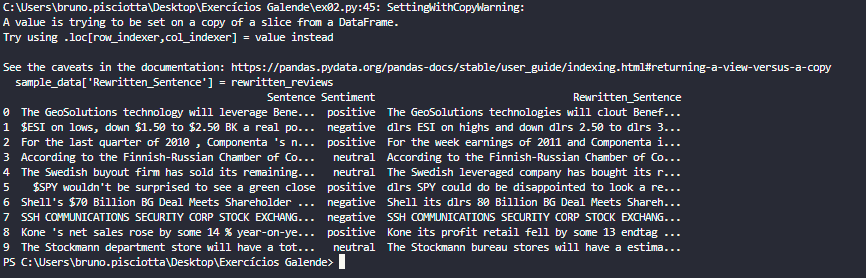 C:\Users\bruno.pisciotta\Desktop\Exercícios Galende\ex02.py:45: SettingWithCopyWarning:
A value is trying to be set on a copy of a slice from a DataFrame.
Try using .loc[row_indexer,col_indexer] = value instead

See the caveats in the documentation: https://pandas.pydata.org/pandas-docs/stable/user_guide/indexing.html#returning-a-view-versus-a-copy
  sample_data['Rewritten_Sentence'] = rewritten_reviews
                                            Sentence Sentiment                                 Rewritten_Sentence
0  The GeoSolutions technology will leverage Bene...  positive  The GeoSolutions technologies will clout Benef...
1  $ESI on lows, down $1.50 to $2.50 BK a real po...  negative  dlrs ESI on highs and down dlrs 2.50 to dlrs 3...
2  For the last quarter of 2010 , Componenta 's n...  positive  For the week earnings of 2011 and Componenta i...
3  According to the Finnish-Russian Chamber of Co...   neutral  According to the Finnish-Russian Chamber of Co...
4  The Swedish buyout firm has sold its remaining...   neutral  The Swedish leveraged company has bought its r...
5    $SPY wouldn't be surprised to see a green close  positive  dlrs SPY could do be disappointed to look a re...
6  Shell's $70 Billion BG Deal Meets Shareholder ...  negative  Shell its dlrs 80 Billion BG Deal Meets Shareh...
7  SSH COMMUNICATIONS SECURITY CORP STOCK EXCHANG...  negative  SSH COMMUNICATIONS SECURITY CORP STOCK EXCHANG...
8  Kone 's net sales rose by some 14 % year-on-ye...  positive  Kone its profit retail fell by some 13 endtag ...
9  The Stockmann department store will have a tot...   neutral  The Stockmann bureau stores will have a estima...
PS C:\Users\bruno.pisciotta\Desktop\Exercícios Galende>